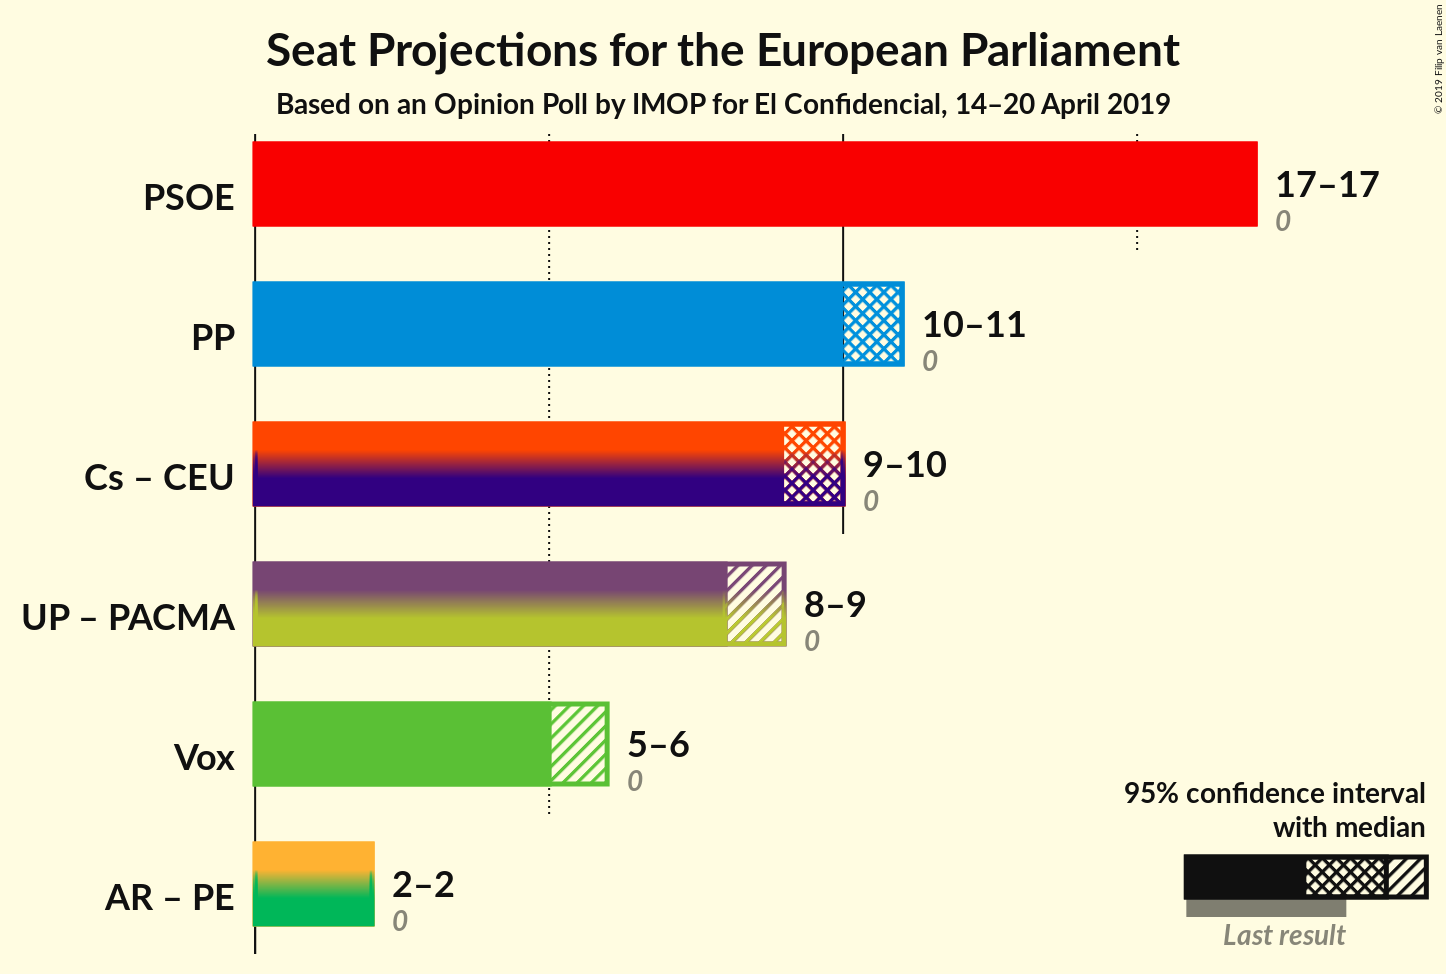 Seat Projections for the European Parliament
Based on an Opinion Poll by IMOP for El Confidencial, 14–20 April 2019
© 2019 Filip van Laenen
PSOE
17–17
0
PP
10–11
0
Cs – CEU
9–10
0
UP – PACMA
8–9
0
Vox
5–6
0
AR – PE
2–2
0
95% confidence interval
with median
Last result